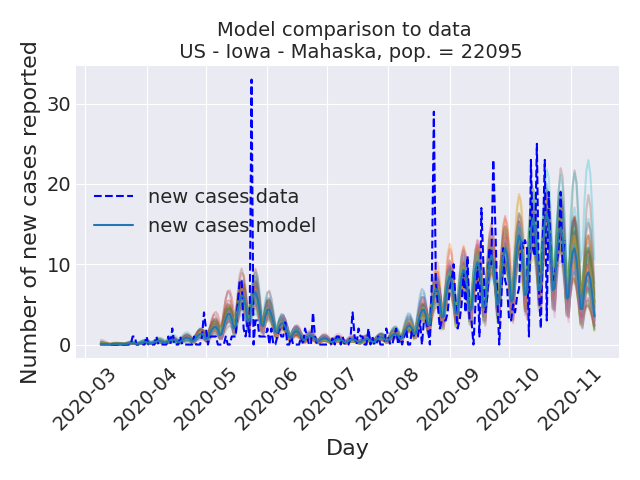 Model comparison to data
US - Iowa - Mahaska, pop. = 22095
Number of new cases reported
30
20
10
0
new cases data
new cases model
2020-03
2020-04
2020-05
2020-06
2020-07
2020-08
2020-09
2020-10
2020-11
Day